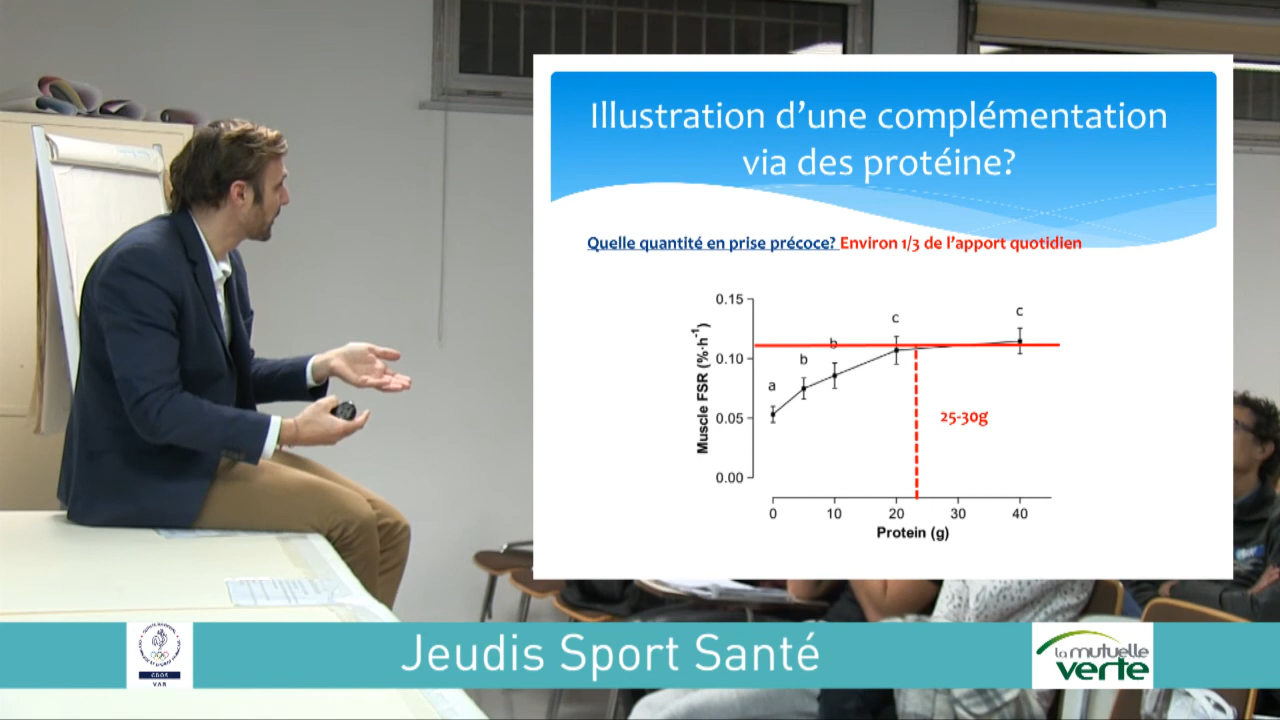 Illustration d’une complémentation
via des protéine?
Quelle quantité en prise précoce? Environ 1/3 de l’apport quotidien
0.15
0.10
0.05
0.00
Muscle FSR (%·h⁻¹)
a
b
b
c
c
25-30g
0
10
20
30
40
Protein (g)
Jeudis Sport Santé
CDOS
VAR
la mutuelle
verte